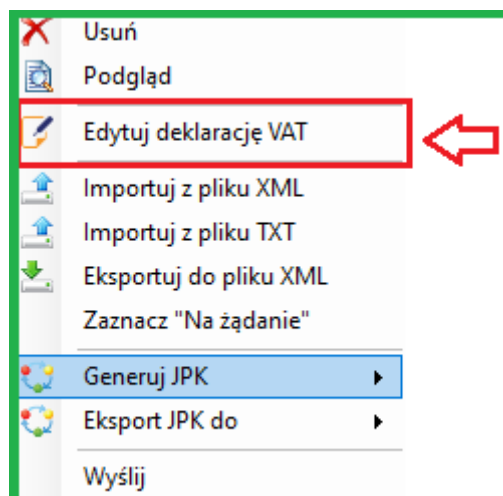 Usuń
Podgląd
Edytuj deklarację VAT
Importuj z pliku XML
Importuj z pliku TXT
Eksportuj do pliku XML
Zaznacz "Na żądanie"
Generuj JPK
Eksport JPK do
Wyślij